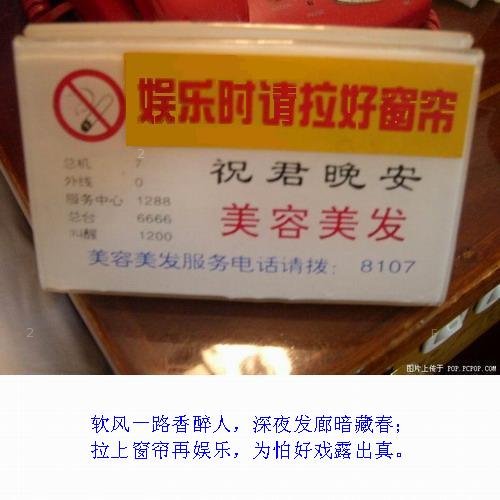 娱乐时请拉好窗帘
总机 7
外线 0
服务中心 1288
总台 6666
叫醒 1200
祝君晚安
美容美发
美容美发服务电话请拨： 8107
图片上传于 POP.PCPOP.COM
软风一路香醉人，深夜发廊暗藏春；
拉上窗帘再娱乐，为怕好戏露出真。